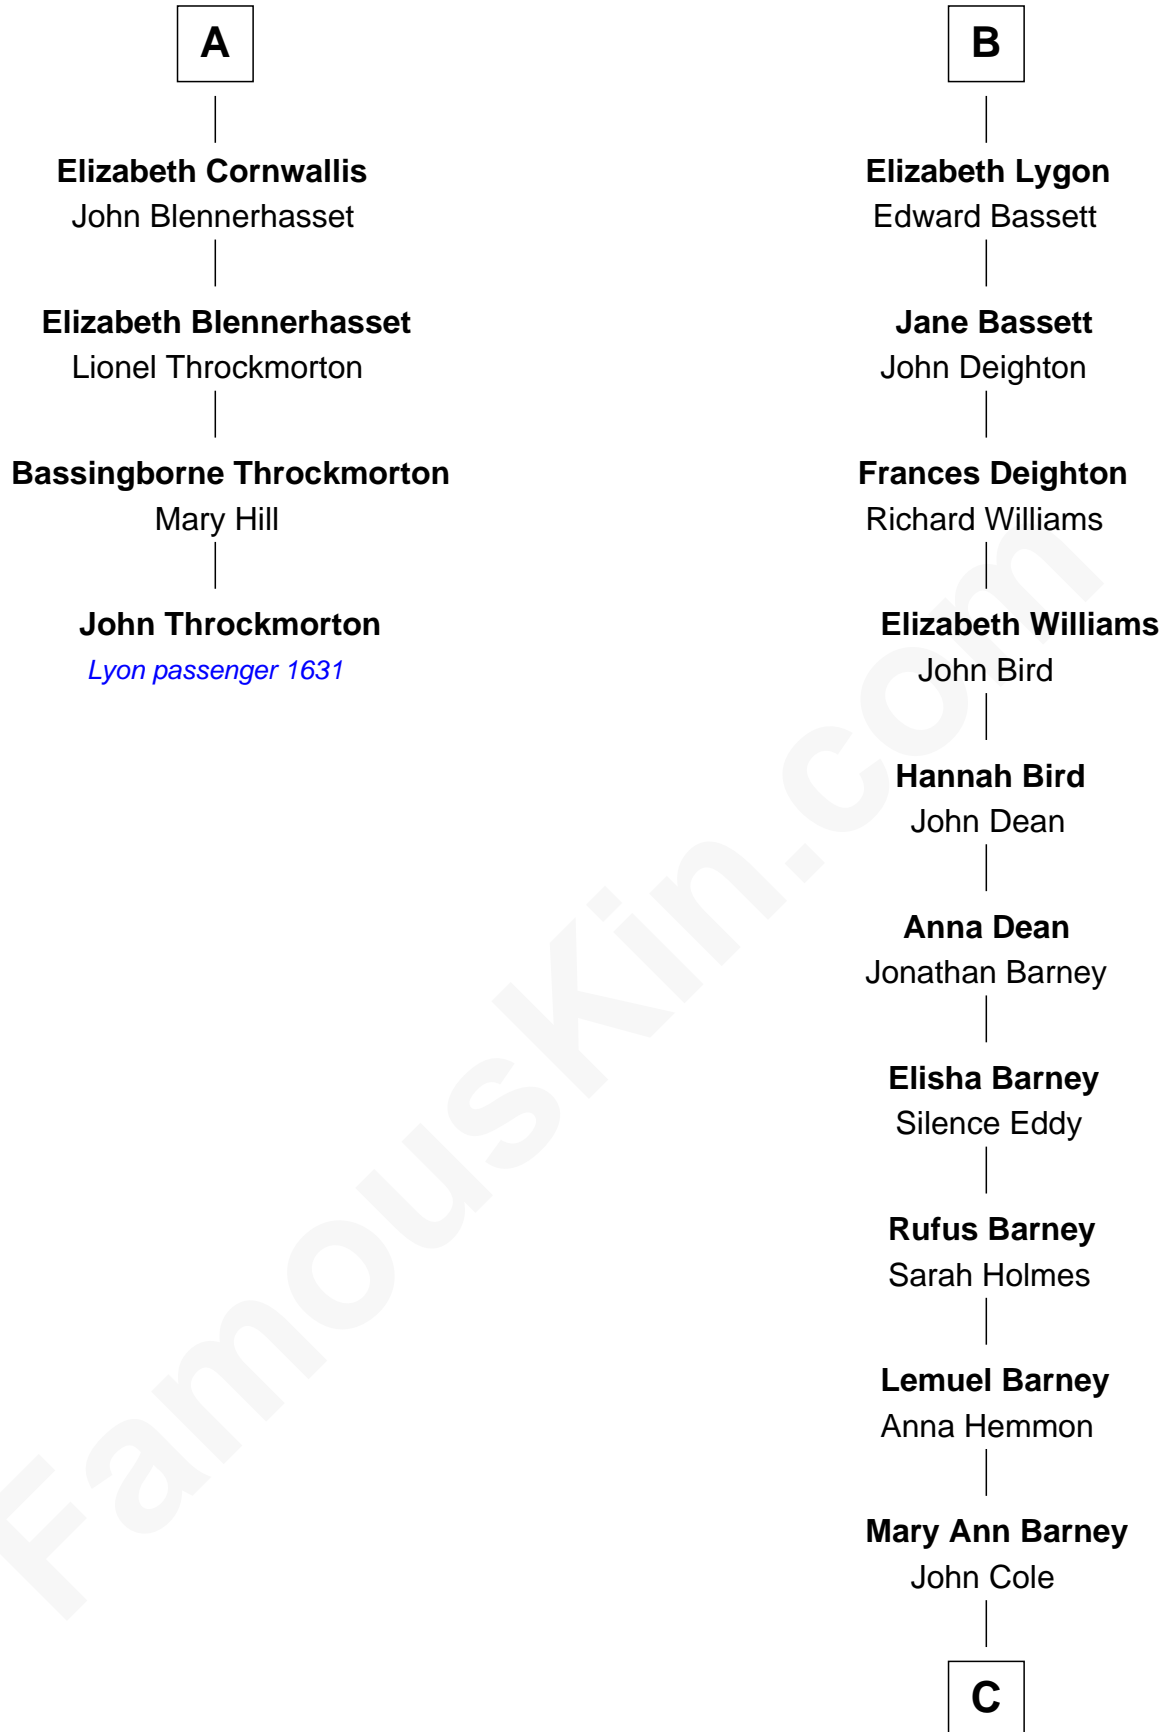 A
Elizabeth Cornwallis
John Blennerhasset
Elizabeth Blennerhasset
Lionel Throckmorton
Bassingborne Throckmorton
Mary Hill
John Throckmorton
Lyon passenger 1631
B
Elizabeth Lygon
Edward Bassett
Jane Bassett
John Deighton
Frances Deighton
Richard Williams
Elizabeth Williams
John Bird
Hannah Bird
John Dean
Anna Dean
Jonathan Barney
Elisha Barney
Silence Eddy
Rufus Barney
Sarah Holmes
Lemuel Barney
Anna Hemmon
Mary Ann Barney
John Cole
C
FamousKin.com